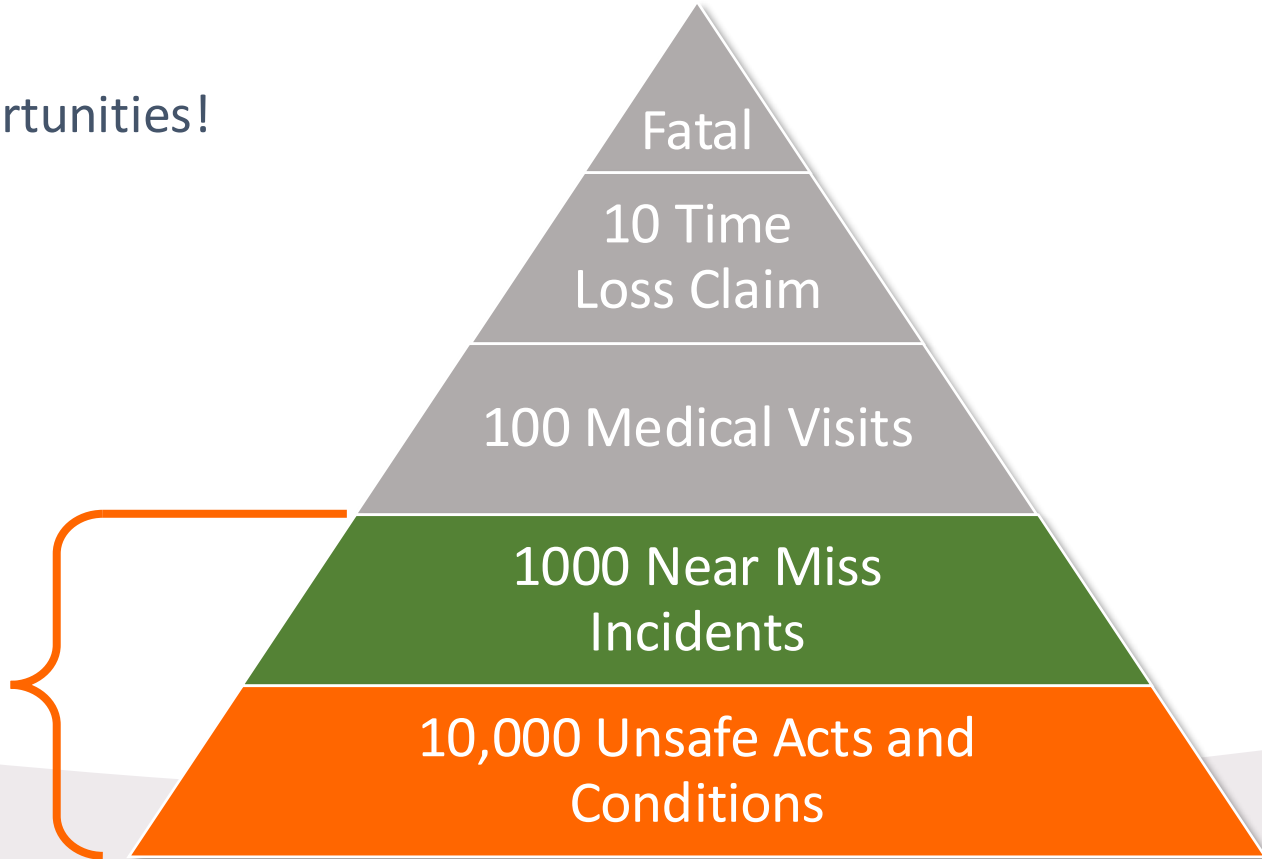 rtunities!
Fatal
10 Time
Loss Claim
100 Medical Visits
1000 Near Miss
Incidents
10,000 Unsafe Acts and
Conditions